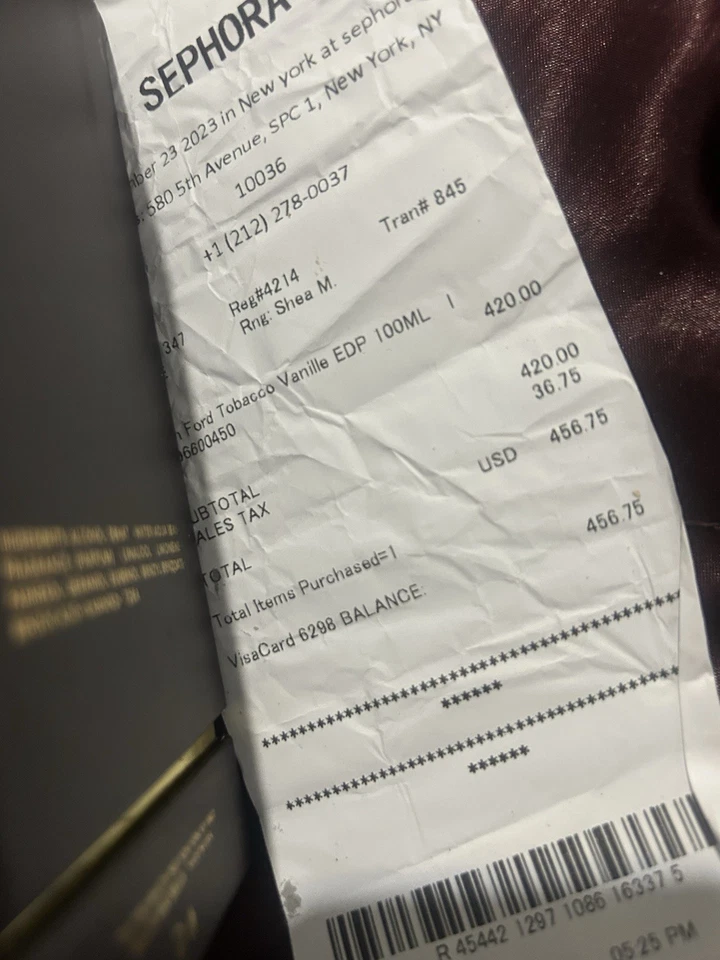 SEPHORA
23 2023 in New york at
580 5th Avenue, SPC 1, New York, NY
10036
+1 (212) 278-0037
Reg#4214 Tran# 845
Rng: Shea M.
347
Ford Tobacco Vanille EDP 100ML 1 420.00
6600450
UBTOTAL 420.00
ALES TAX 36.75
TOTAL USD 456.75
Total Items Purchased=1
VisaCard 6298 BALANCE: 456.75
******
******
R 45442 1297 1086 16337 5
05:25 PM